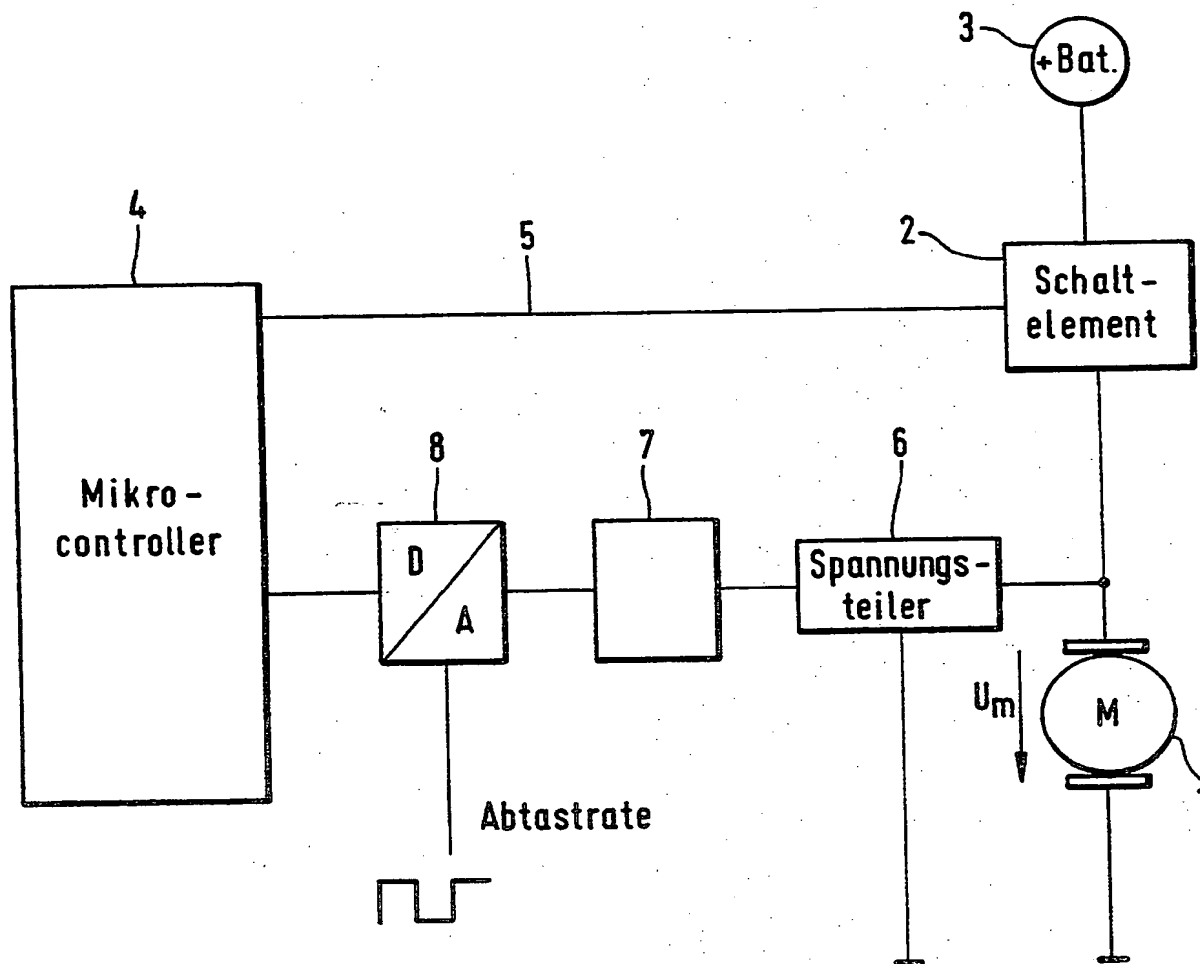 3
+Bat.
4
5
2
Schalt-
element
8
7
6
Mikro-
controller
D
A
Spannungs-
teiler
Um
M
Abtastrate